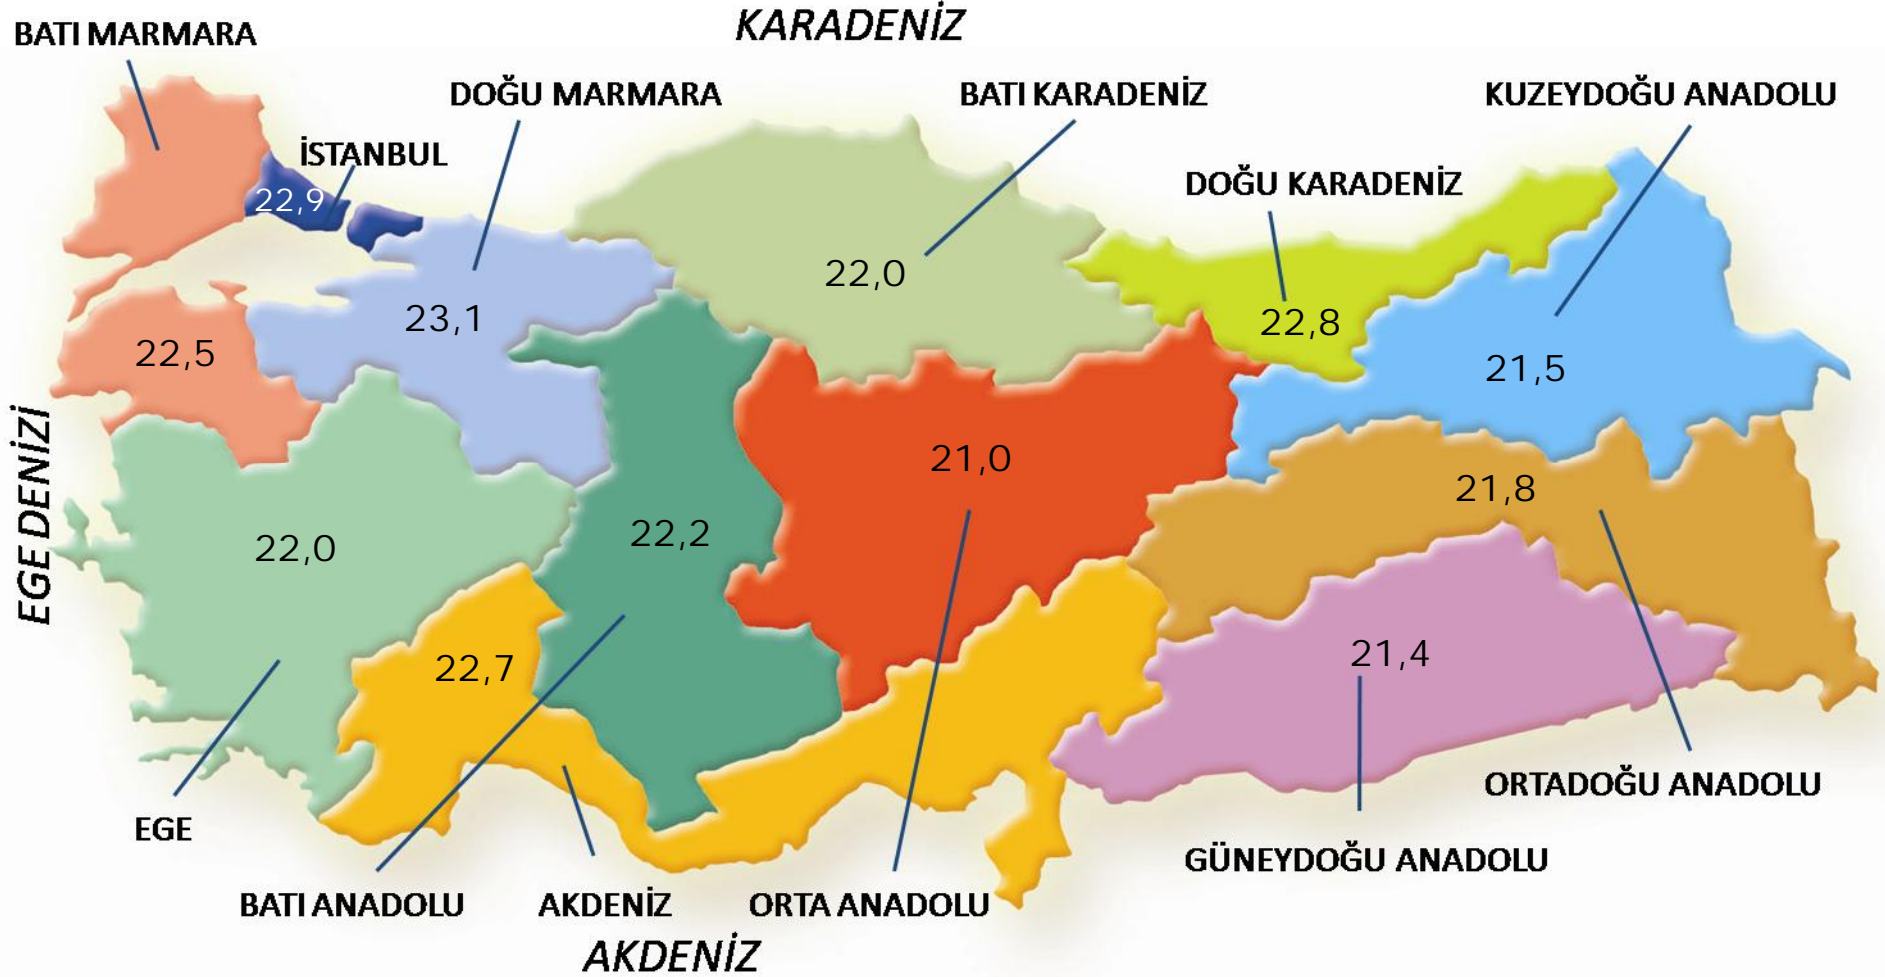 KARADENİZ
BATI MARMARA
DOĞU MARMARA
BATI KARADENİZ
KUZEYDOĞU ANADOLU
İSTANBUL
DOĞU KARADENİZ
22,9
22,0
23,1
22,8
22,5
21,5
EGE DENİZİ
21,0
21,8
22,2
22,0
21,4
22,7
ORTADOĞU ANADOLU
EGE
GÜNEYDOĞU ANADOLU
BATI ANADOLU
AKDENİZ
ORTA ANADOLU
AKDENİZ